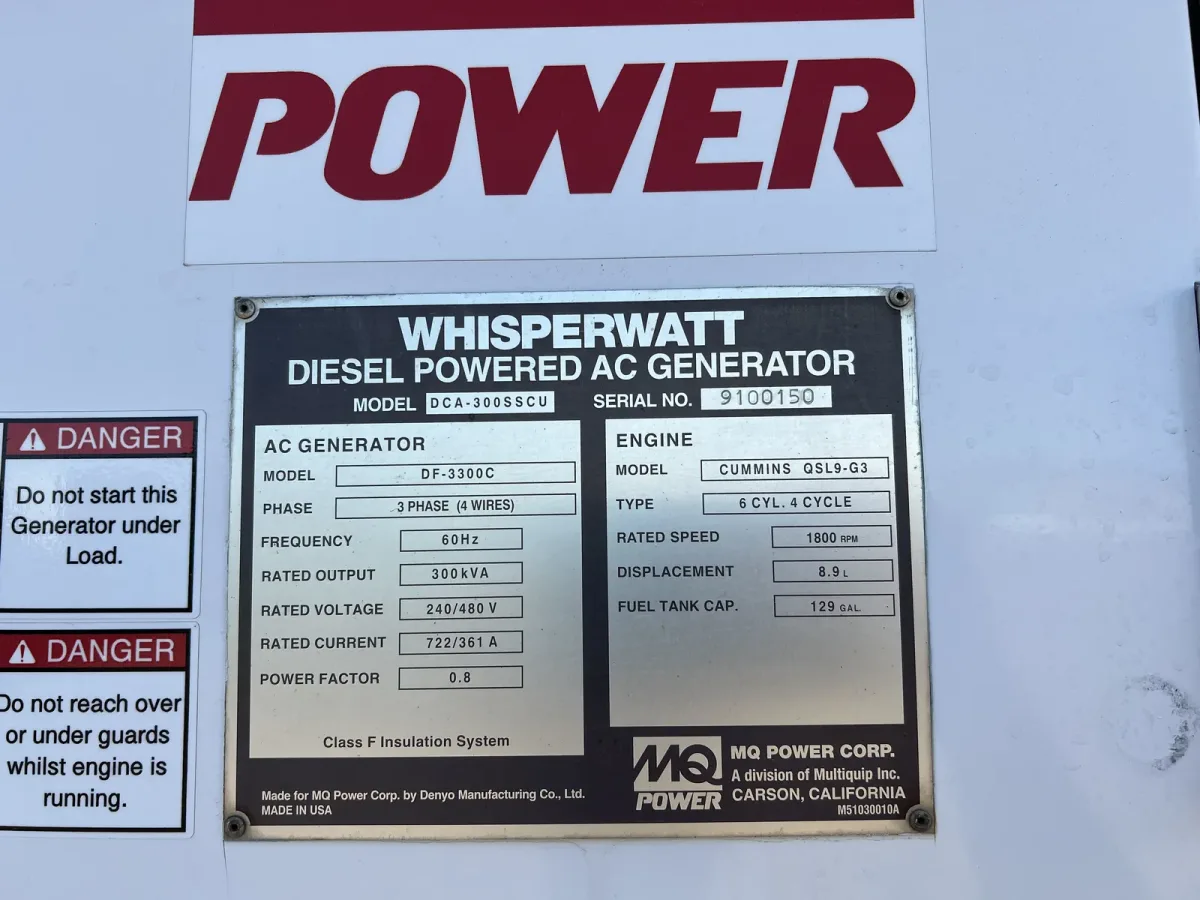 POWER
WHISPERWATT
DIESEL POWERED AC GENERATOR
MODEL DCA-300SSCU SERIAL NO. 9100150
AC GENERATOR
MODEL DF-3300C
PHASE 3 PHASE (4 WIRES)
FREQUENCY 60Hz
RATED OUTPUT 300kVA
RATED VOLTAGE 240/480 V
RATED CURRENT 722/361 A
POWER FACTOR 0.8
Class F Insulation System
ENGINE
MODEL CUMMINS QSL9-G3
TYPE 6 CYL. 4 CYCLE
RATED SPEED 1800 RPM
DISPLACEMENT 8.9 L
FUEL TANK CAP. 129 GAL.
Made for MQ Power Corp. by Denyo Manufacturing Co., Ltd.
MADE IN USA
MQ
POWER
MQ POWER CORP.
A division of Multiquip Inc.
CARSON, CALIFORNIA
M51030010A
DANGER
Do not start this
Generator under
Load.
DANGER
Do not reach over
or under guards
whilst engine is
running.